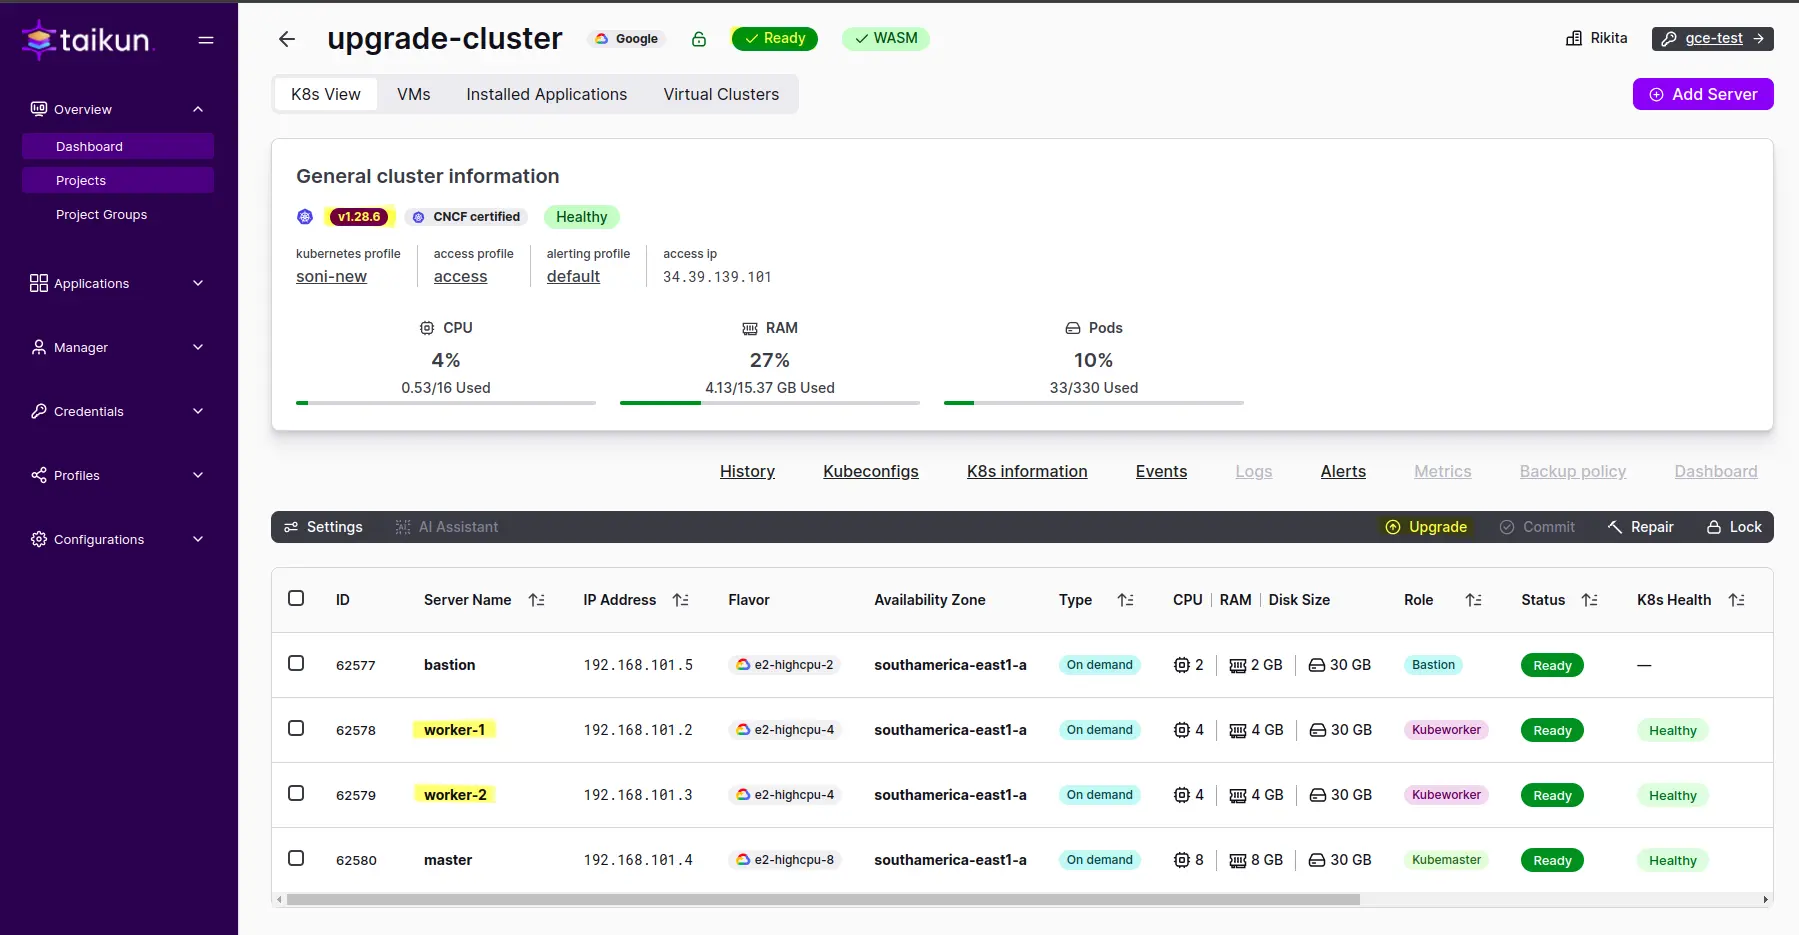 taikun.
Overview
Dashboard
Projects
Project Groups
Applications
Manager
Credentials
Profiles
Configurations
upgrade-cluster Google Ready WASM Rikita gce-test
K8s View VMs Installed Applications Virtual Clusters Add Server
General cluster information
v1.28.6 CNCF certified Healthy
kubernetes profile access profile alerting profile access ip
soni-new access default 34.39.139.101
CPU RAM Pods
4% 27% 10%
0.53/16 Used 4.13/15.37 GB Used 33/330 Used
History Kubeconfigs K8s information Events Logs Alerts Metrics Backup policy Dashboard
Settings AI Assistant Upgrade Commit Repair Lock
ID Server Name IP Address Flavor Availability Zone Type CPU | RAM | Disk Size Role Status K8s Health
62577 bastion 192.168.101.5 e2-highcpu-2 southamerica-east1-a On demand 2 2 GB 30 GB Bastion Ready —
62578 worker-1 192.168.101.2 e2-highcpu-4 southamerica-east1-a On demand 4 4 GB 30 GB Kubeworker Ready Healthy
62579 worker-2 192.168.101.3 e2-highcpu-4 southamerica-east1-a On demand 4 4 GB 30 GB Kubeworker Ready Healthy
62580 master 192.168.101.4 e2-highcpu-8 southamerica-east1-a On demand 8 8 GB 30 GB Kubemaster Ready Healthy